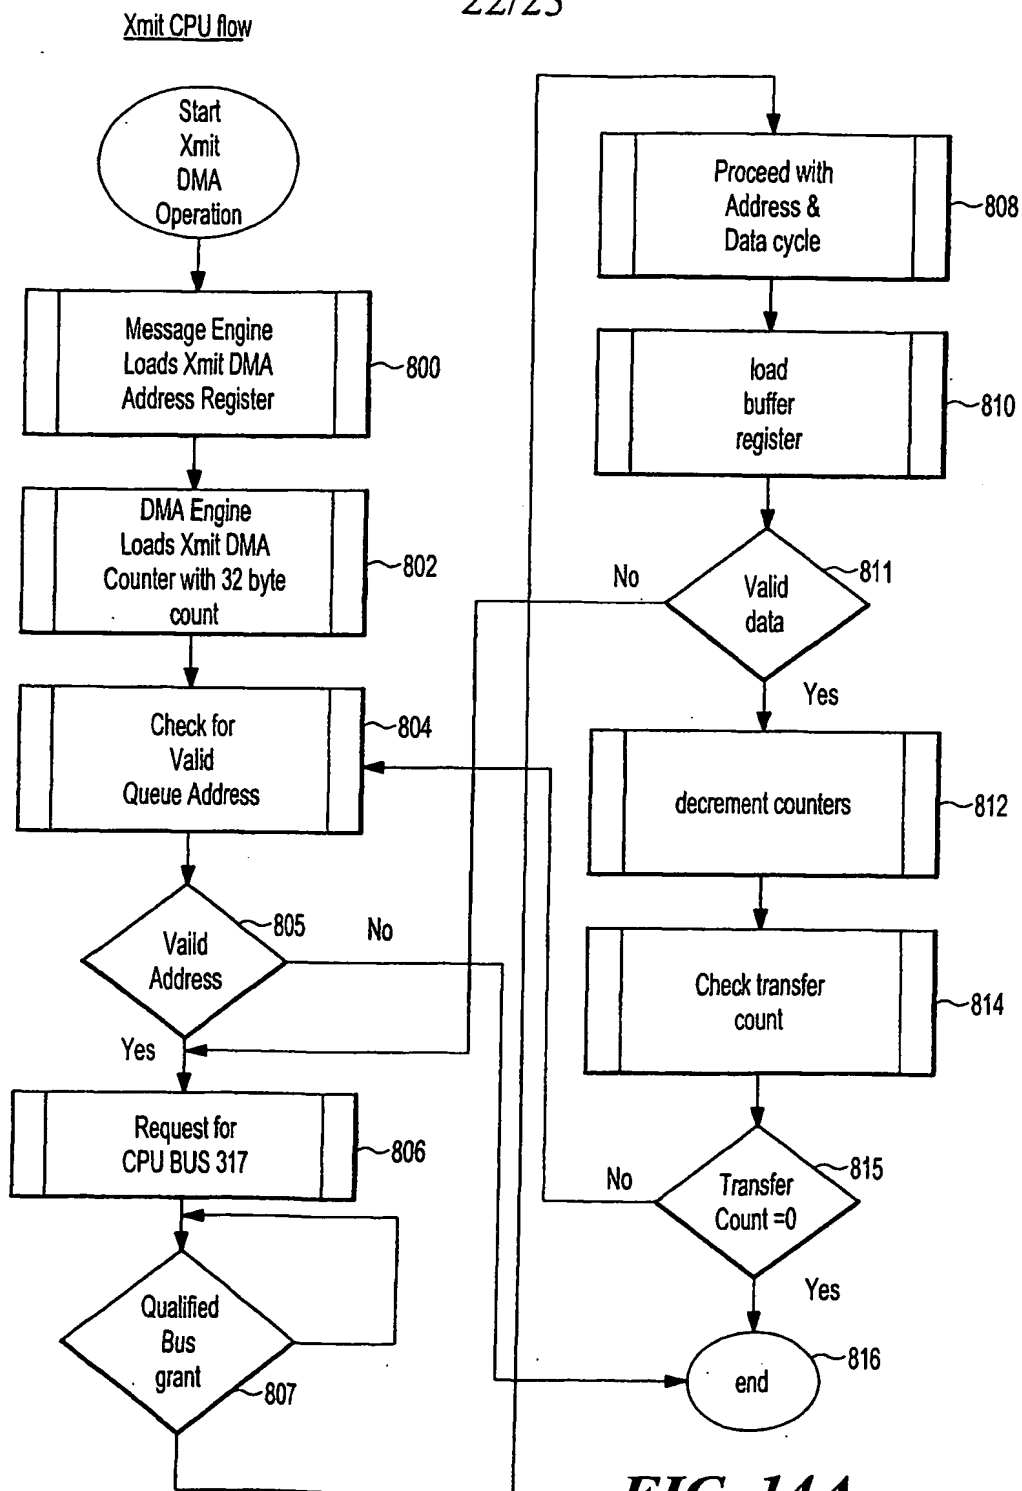 22/23
Xmit CPU flow
Start
Xmit
DMA
Operation
Message Engine
Loads Xmit DMA
Address Register
800
DMA Engine
Loads Xmit DMA
Counter with 32 byte
count
802
Check for
Valid
Queue Address
804
Vaild
Address
805
No
Yes
Request for
CPU BUS 317
806
Qualified
Bus
grant
807
Proceed with
Address &
Data cycle
808
load
buffer
register
810
Valid
data
811
No
Yes
decrement counters
812
Check transfer
count
814
Transfer
Count =0
815
No
Yes
end
816
FIG. 14A